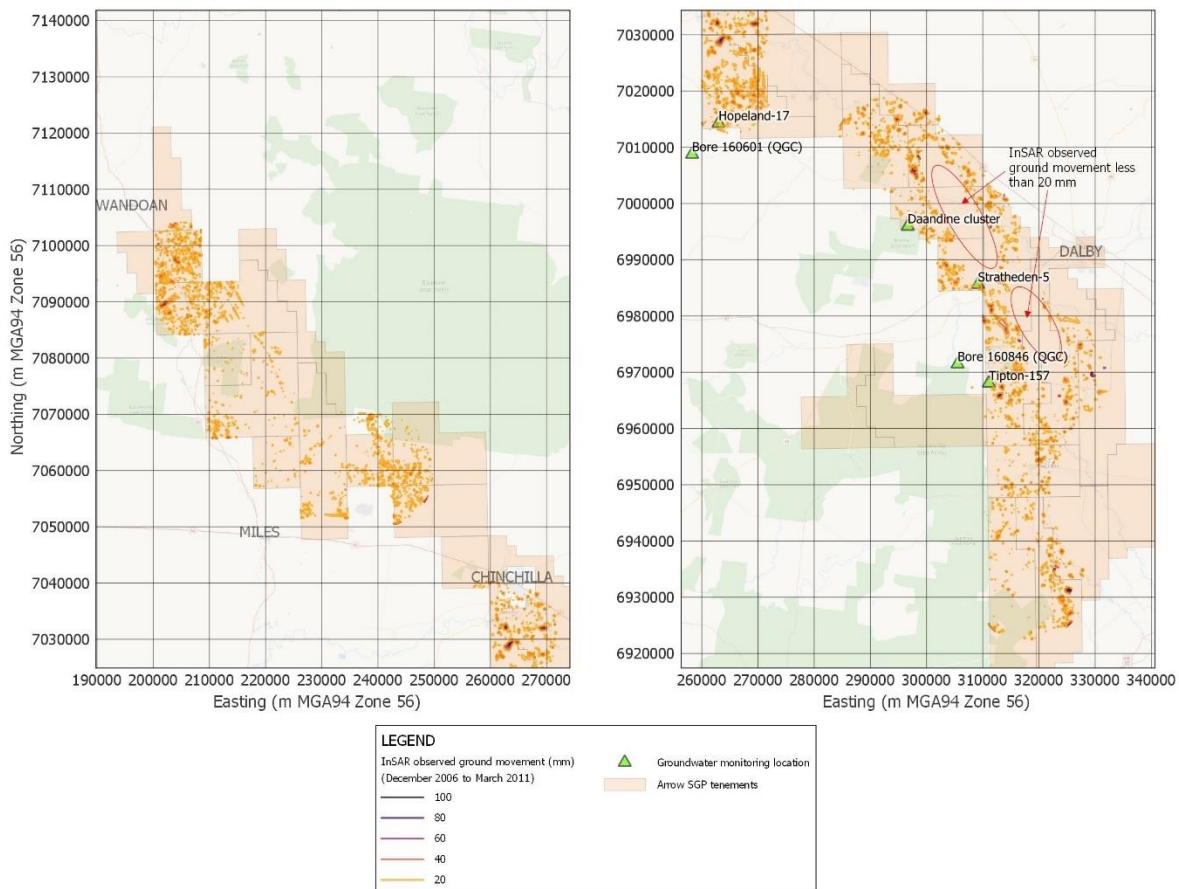 7140000
7130000
7120000
7110000
7100000
7090000
7080000
7070000
7060000
7050000
7040000
7030000
Northing (m MGA94 Zone 56)
WANDOAN
MILES
CHINCHILLA
190000 200000 210000 220000 230000 240000 250000 260000 270000
Easting (m MGA94 Zone 56)
7030000
7020000
7010000
7000000
6990000
6980000
6970000
6960000
6950000
6940000
6930000
6920000
Hopeland-17
Bore 160601 (QGC)
InSAR observed
ground movement less
than 20 mm
Daandine cluster
DALBY
Stratheden-5
Bore 160846 (QGC)
Tipton-157
260000 270000 280000 290000 300000 310000 320000 330000 340000
Easting (m MGA94 Zone 56)
LEGEND
InSAR observed ground movement (mm)
(December 2006 to March 2011)
100
80
60
40
20
Groundwater monitoring location
Arrow SGP tenements